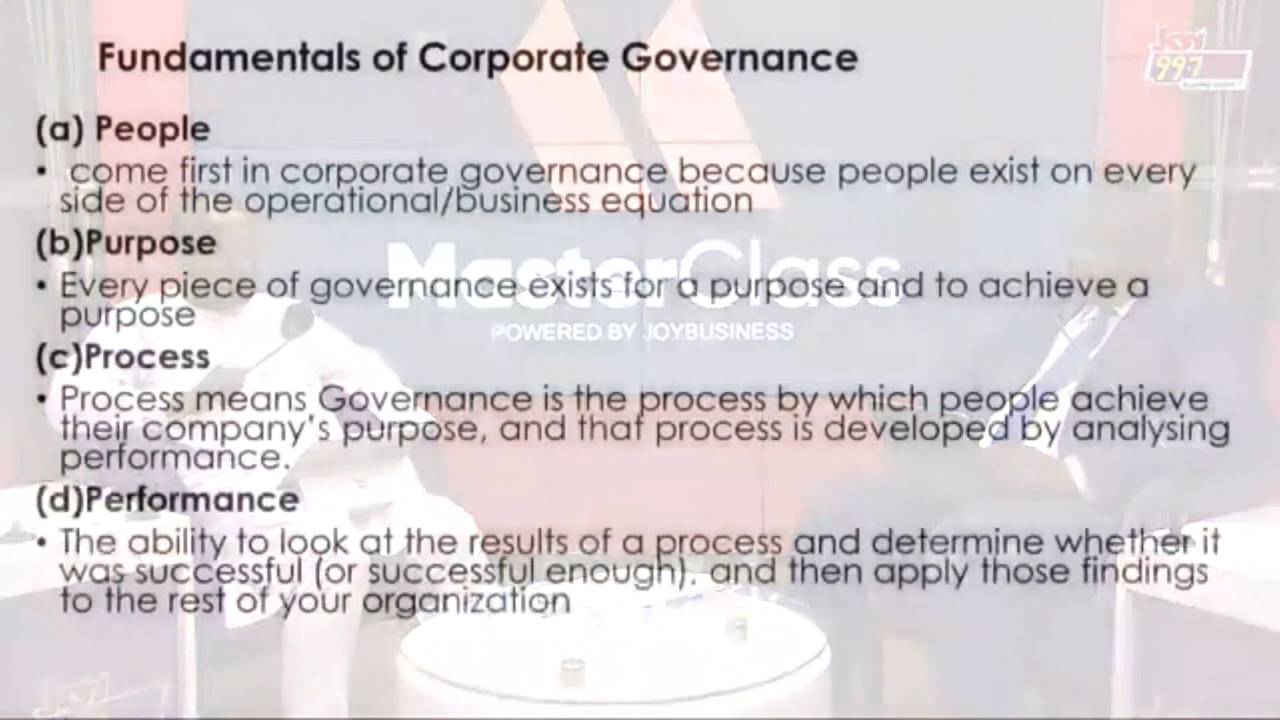 Fundamentals of Corporate Governance
Joy
99.7
(a) People
• come first in corporate governance because people exist on every
side of the operational/business equation
(b)Purpose
• Every piece of governance exists for a purpose and to achieve a
purpose
MasterClass
POWERED BY JOYBUSINESS
(c)Process
• Process means Governance is the process by which people achieve
their company's purpose, and that process is developed by analysing
performance.
(d)Performance
• The ability to look at the results of a process and determine whether it
was successful (or successful enough), and then apply those findings
to the rest of your organization